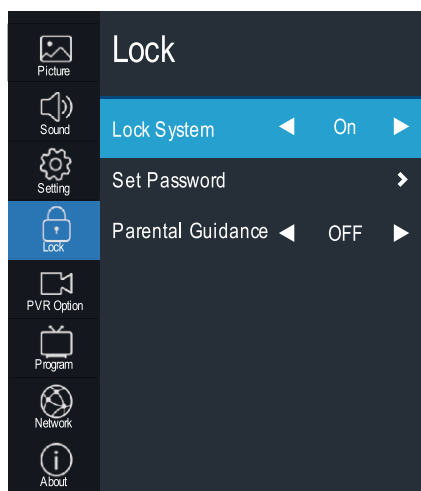 Picture
Sound
Setting
Lock
PVR Option
Program
Network
About
Lock
Lock System On
Set Password
Parental Guidance OFF